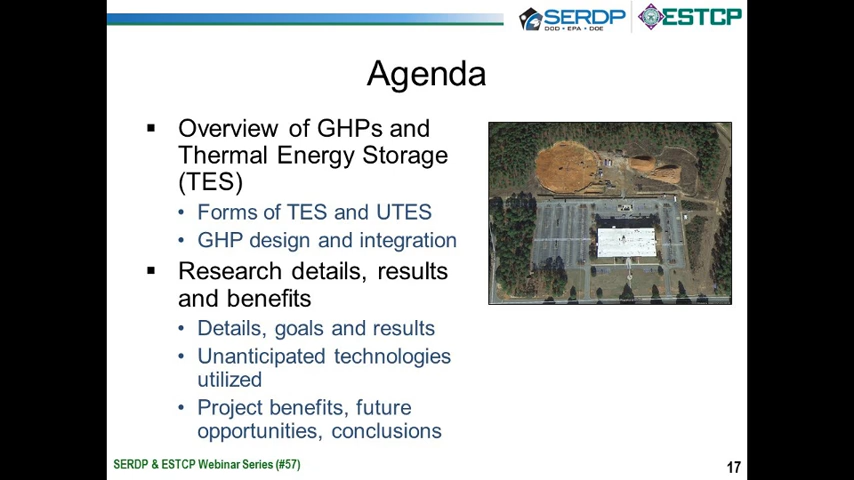 SERDP
DOD • EPA • DOE
ESTCP
Agenda
▪ Overview of GHPs and
Thermal Energy Storage
(TES)
• Forms of TES and UTES
• GHP design and integration
▪ Research details, results
and benefits
• Details, goals and results
• Unanticipated technologies
utilized
• Project benefits, future
opportunities, conclusions
SERDP & ESTCP Webinar Series (#57)
17